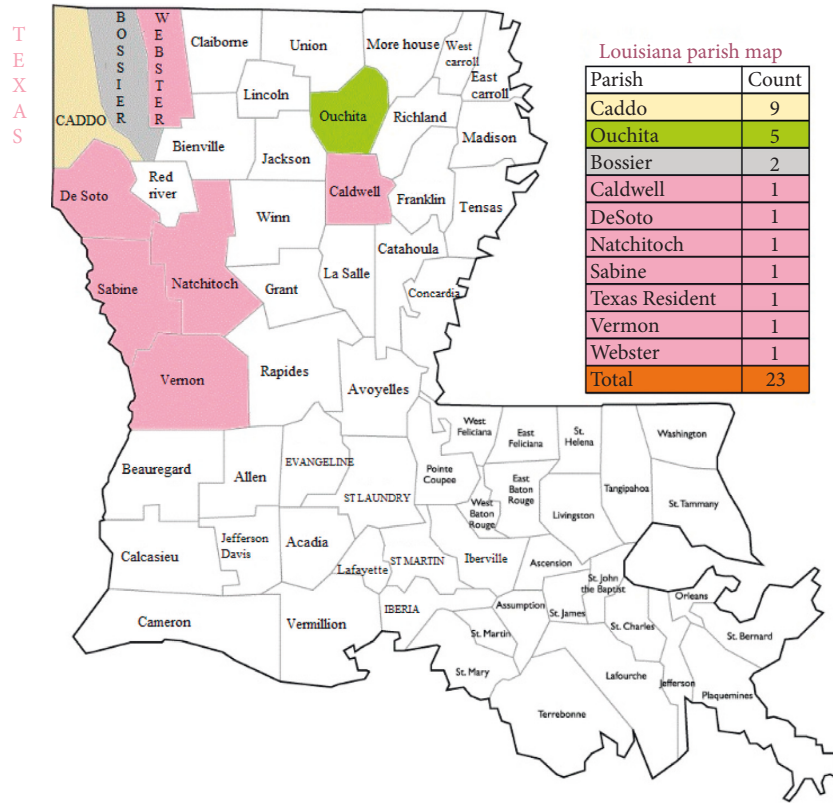 TEXAS
BOSSIER
WEBSTER
Claiborne
Union
More house
West
carroll
East
carroll
Louisiana parish map
Parish Count
Caddo 9
Ouchita 5
Bossier 2
Caldwell 1
DeSoto 1
Natchitoch 1
Sabine 1
Texas Resident 1
Vermon 1
Webster 1
Total 23
CADDO
Lincoln
Ouchita
Richland
Madison
Bienville
Jackson
Red
river
De Soto
Caldwell
Franklin
Tensas
Winn
Catahoula
La Salle
Sabine
Natchitoch
Grant
Concardia
Vernon
Rapides
Avoyelles
West
Feliciana
East
Feliciana
St.
Helena
Washington
Beauregard
Allen
EVANGELINE
Pointe
Coupee
East
Baton
Rouge
Tangipahoa
St. Tammany
ST LAUNDRY
West
Baton
Rouge
Livingston
Calcasieu
Jefferson
Davis
Acadia
Lafayette
ST MARTIN
Iberville
Ascension
St. John
the Baptist
Orleans
Cameron
Vermillion
IBERIA
Assumption
St. James
St. Charles
St. Martin
St. Bernard
St. Mary
Lafourche
Jefferson
Plaquemines
Terrebonne